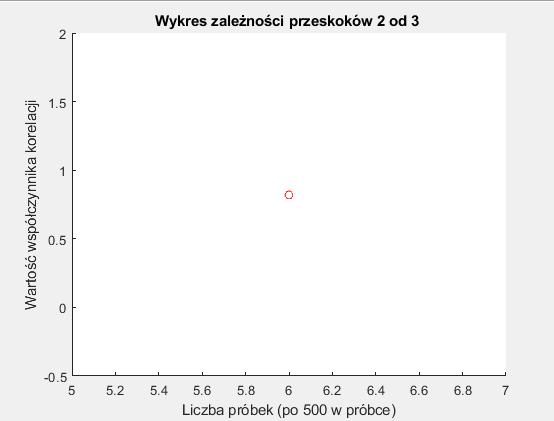 Wykres zależności przeskoków 2 od 3
2
1.5
1
0.5
0
-0.5
Wartość współczynnika korelacji
5 5.2 5.4 5.6 5.8 6 6.2 6.4 6.6 6.8 7
Liczba próbek (po 500 w próbce)